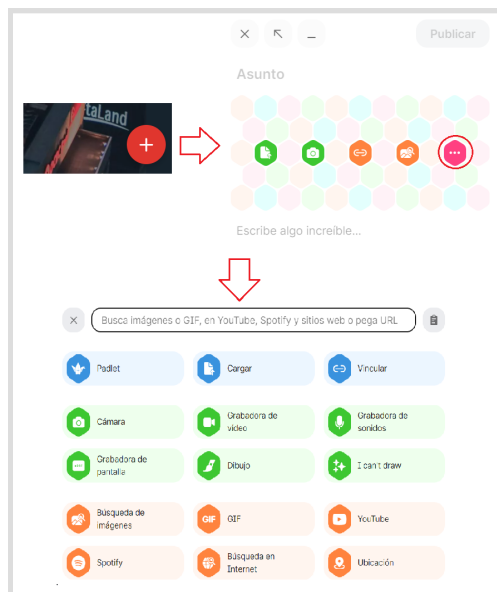 Publicar
Asunto
taLand
Escribe algo increíble...
Busca imágenes o GIF, en YouTube, Spotify y sitios web o pega URL
Padlet
Cargar
Vincular
Cámara
Grabadora de
vídeo
Grabadora de
sonidos
Grabadora de
pantalla
Dibujo
I can't draw
Búsqueda de
imágenes
GIF
GIF
YouTube
Spotify
Búsqueda en
Internet
Ubicación